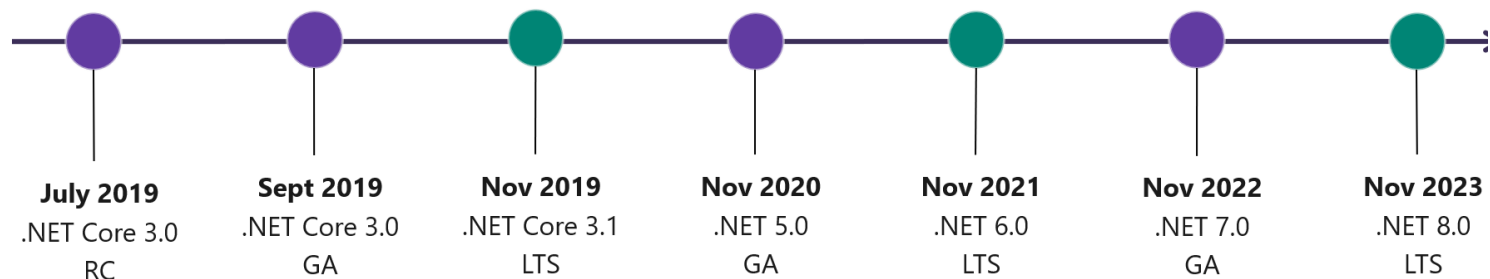 July 2019
.NET Core 3.0
RC
Sept 2019
.NET Core 3.0
GA
Nov 2019
.NET Core 3.1
LTS
Nov 2020
.NET 5.0
GA
Nov 2021
.NET 6.0
LTS
Nov 2022
.NET 7.0
GA
Nov 2023
.NET 8.0
LTS